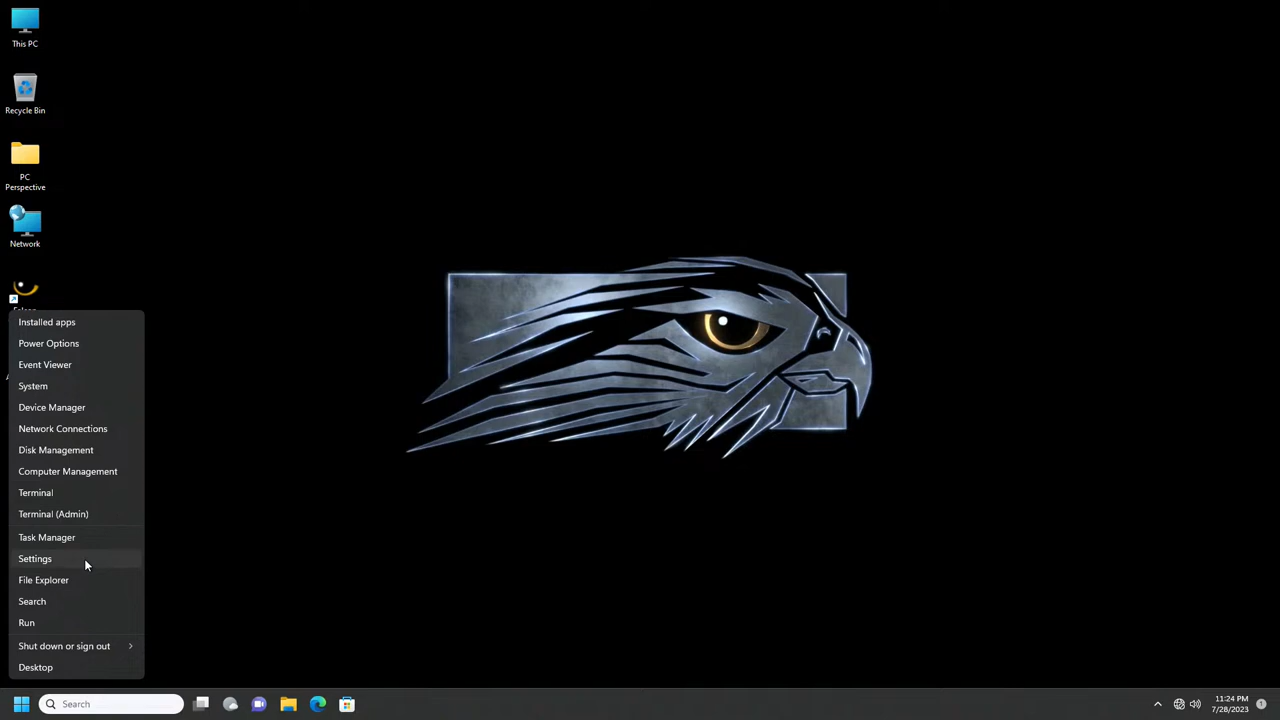 This PC
Recycle Bin
PC
Perspective
Network
Installed apps
Power Options
Event Viewer
System
Device Manager
Network Connections
Disk Management
Computer Management
Terminal
Terminal (Admin)
Task Manager
Settings
File Explorer
Search
Run
Shut down or sign out
Desktop
Search
11:24 PM
7/28/2023
1